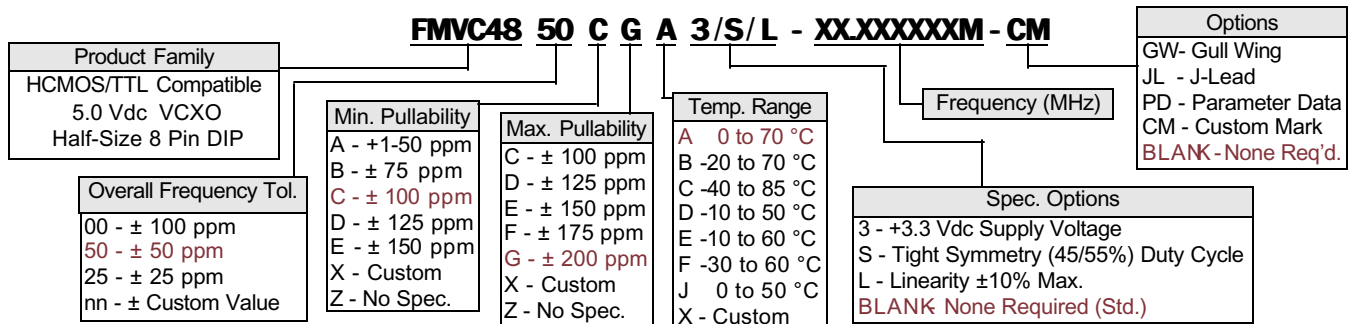 FMVC48 50 C G A 3/S/L - XX.XXXXXXM - CM
Product Family
HCMOS/TTL Compatible
5.0 Vdc VCXO
Half-Size 8 Pin DIP
Overall Frequency Tol.
00 - ± 100 ppm
50 - ± 50 ppm
25 - ± 25 ppm
nn - ± Custom Value
Min. Pullability
A - +1-50 ppm
B - ± 75 ppm
C - ± 100 ppm
D - ± 125 ppm
E - ± 150 ppm
X - Custom
Z - No Spec.
Max. Pullability
C - ± 100 ppm
D - ± 125 ppm
E - ± 150 ppm
F - ± 175 ppm
G - ± 200 ppm
X - Custom
Z - No Spec.
Temp. Range
A 0 to 70 °C
B -20 to 70 °C
C -40 to 85 °C
D -10 to 50 °C
E -10 to 60 °C
F -30 to 60 °C
J 0 to 50 °C
X - Custom
Frequency (MHz)
Spec. Options
3 - +3.3 Vdc Supply Voltage
S - Tight Symmetry (45/55%) Duty Cycle
L - Linearity ±10% Max.
BLANK- None Required (Std.)
Options
GW- Gull Wing
JL - J-Lead
PD - Parameter Data
CM - Custom Mark
BLANK - None Req'd.